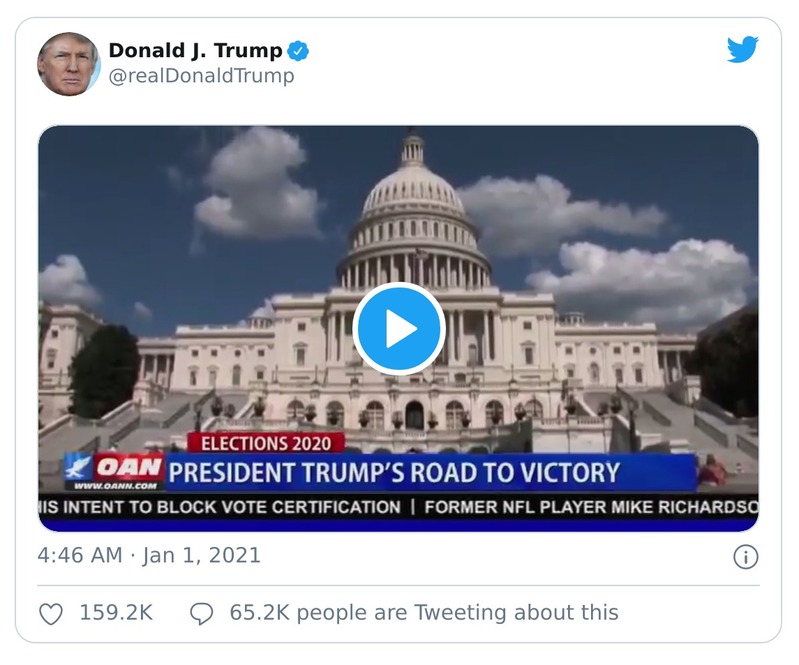 Donald J. Trump
@realDonaldTrump
ELECTIONS 2020
OAN
WWW.OANN.COM
PRESIDENT TRUMP'S ROAD TO VICTORY
IS INTENT TO BLOCK VOTE CERTIFICATION | FORMER NFL PLAYER MIKE RICHARDSO
4:46 AM · Jan 1, 2021
159.2K
65.2K people are Tweeting about this